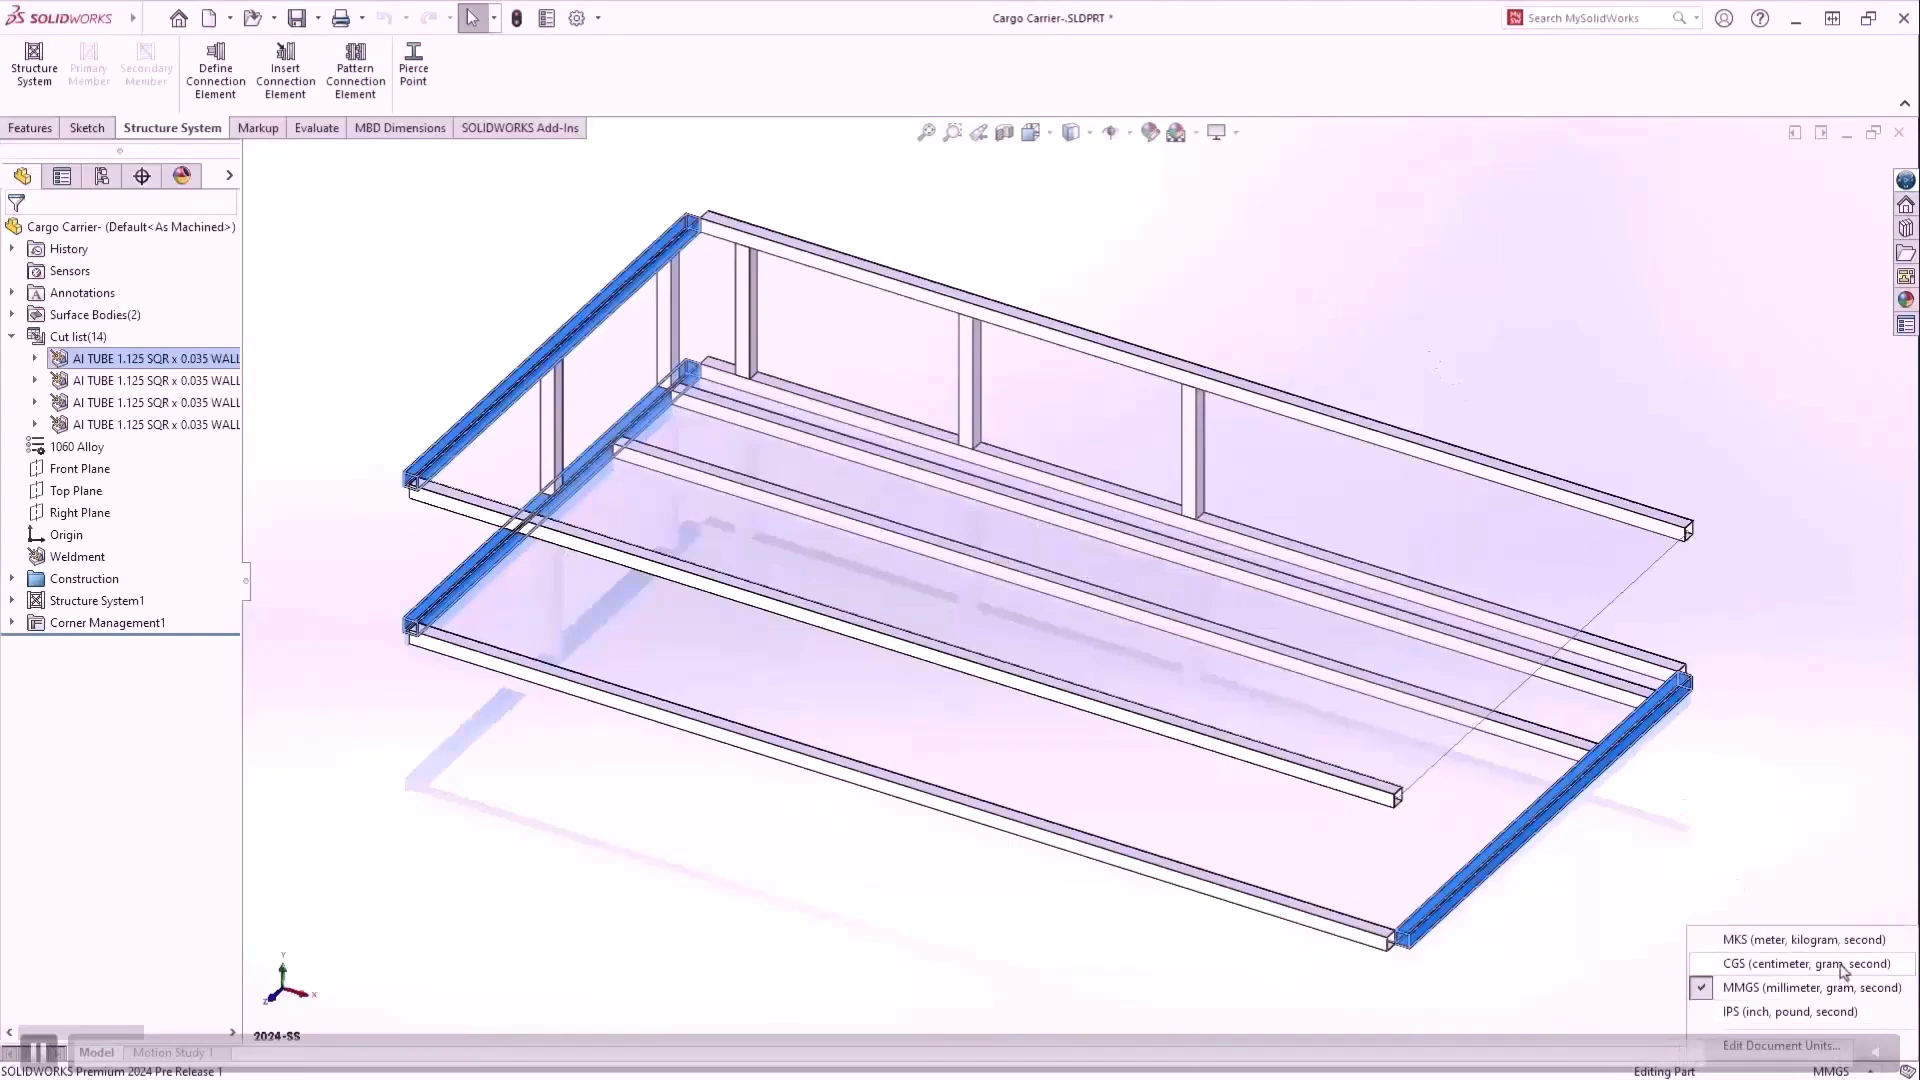 SOLIDWORKS
Cargo Carrier-.SLDPRT *
Search MySolidWorks
Structure System
Primary Member
Secondary Member
Define Connection Element
Insert Connection Element
Pattern Connection Element
Pierce Point
Features
Sketch
Structure System
Markup
Evaluate
MBD Dimensions
SOLIDWORKS Add-Ins
Cargo Carrier- (Default<As Machined>)
History
Sensors
Annotations
Surface Bodies(2)
Cut list(14)
AI TUBE 1.125 SQR x 0.035 WALL
AI TUBE 1.125 SQR x 0.035 WALL
AI TUBE 1.125 SQR x 0.035 WALL
AI TUBE 1.125 SQR x 0.035 WALL
1060 Alloy
Front Plane
Top Plane
Right Plane
Origin
Weldment
Construction
Structure System1
Corner Management1
Y
X
Z
2024-SS
MKS (meter, kilogram, second)
CGS (centimeter, gram, second)
MMGS (millimeter, gram, second)
IPS (inch, pound, second)
Edit Document Units...
Model
Motion Study 1
SOLIDWORKS Premium 2024 Pre Release 1
Editing Part
MMGS